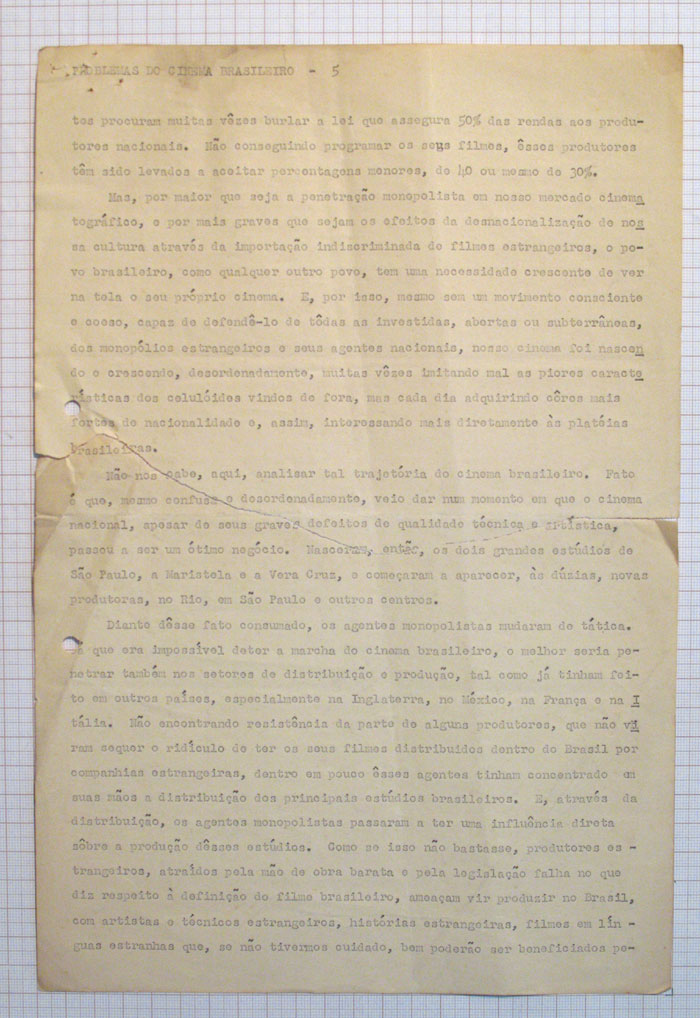 PROBLEMAS DO CINEMA BRASILEIRO - 5
tos procuram muitas vêzes burlar a lei que assegura 50% das rendas aos produ-
tores nacionais. Não conseguindo programar os seus filmes, êsses produtores
têm sido levados a aceitar percentagens menores, de 40 ou mesmo de 30%.
Mas, por maior que seja a penetração monopolista em nosso mercado cinema
tográfico, e por mais graves que sejam os efeitos da desnacionalização de nos
sa cultura através da importação indiscriminada de filmes estrangeiros, o po-
vo brasileiro, como qualquer outro povo, tem uma necessidade crescente de ver
na tela o seu próprio cinema. E, por isso, mesmo sem um movimento consciente
e coeso, capaz de defendê-lo de tôdas as investidas, abertas ou subterrâneas,
dos monopólios estrangeiros e seus agentes nacionais, nosso cinema foi nascen
do e crescendo, desordenadamente, muitas vêzes imitando mal as piores caracte
rísticas dos celulóides vindos de fora, mas cada dia adquirindo côres mais
fortes de nacionalidade e, assim, interessando mais diretamente às platéias
brasileiras.
Não nos cabe, aqui, analisar tal trajetória do cinema brasileiro. Fato
é que, mesmo confusa e desordenadamente, veio dar num momento em que o cinema
nacional, apesar de seus graves defeitos de qualidade técnica e artística,
passou a ser um ótimo negócio. Nasceram, então, os dois grandes estúdios de
São Paulo, a Maristela e a Vera Cruz, e começaram a aparecer, às dúzias, novas
produtoras, no Rio, em São Paulo e outros centros.
Diante dêsse fato consumado, os agentes monopolistas mudaram de tática.
Já que era impossível deter a marcha do cinema brasileiro, o melhor seria pe-
netrar também nos setores de distribuição e produção, tal como já tinham fei-
to em outros países, especialmente na Inglaterra, no México, na França e na I
tália. Não encontrando resistência da parte de alguns produtores, que não vi
ram sequer o ridículo de ter os seus filmes distribuidos dentro do Brasil por
companhias estrangeiras, dentro em pouco êsses agentes tinham concentrado em
suas mãos a distribuição dos principais estúdios brasileiros. E, através da
distribuição, os agentes monopolistas passaram a ter uma influência direta
sôbre a produção dêsses estúdios. Como se isso não bastasse, produtores es -
trangeiros, atraídos pela mão de obra barata e pela legislação falha no que
diz respeito à definição do filme brasileiro, ameaçam vir produzir no Brasil,
com artistas e técnicos estrangeiros, histórias estrangeiras, filmes em lín -
guas estranhas que, se não tivermos cuidado, bem poderão ser beneficiados pe-